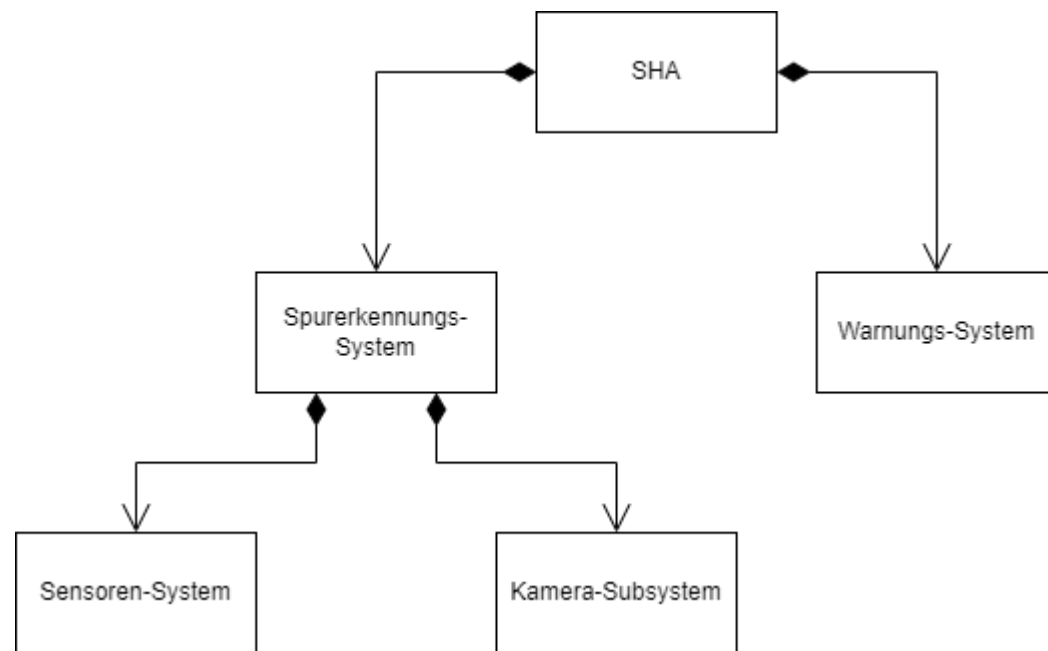 SHA
Spurerkennungs-
System
Warnungs-System
Sensoren-System
Kamera-Subsystem